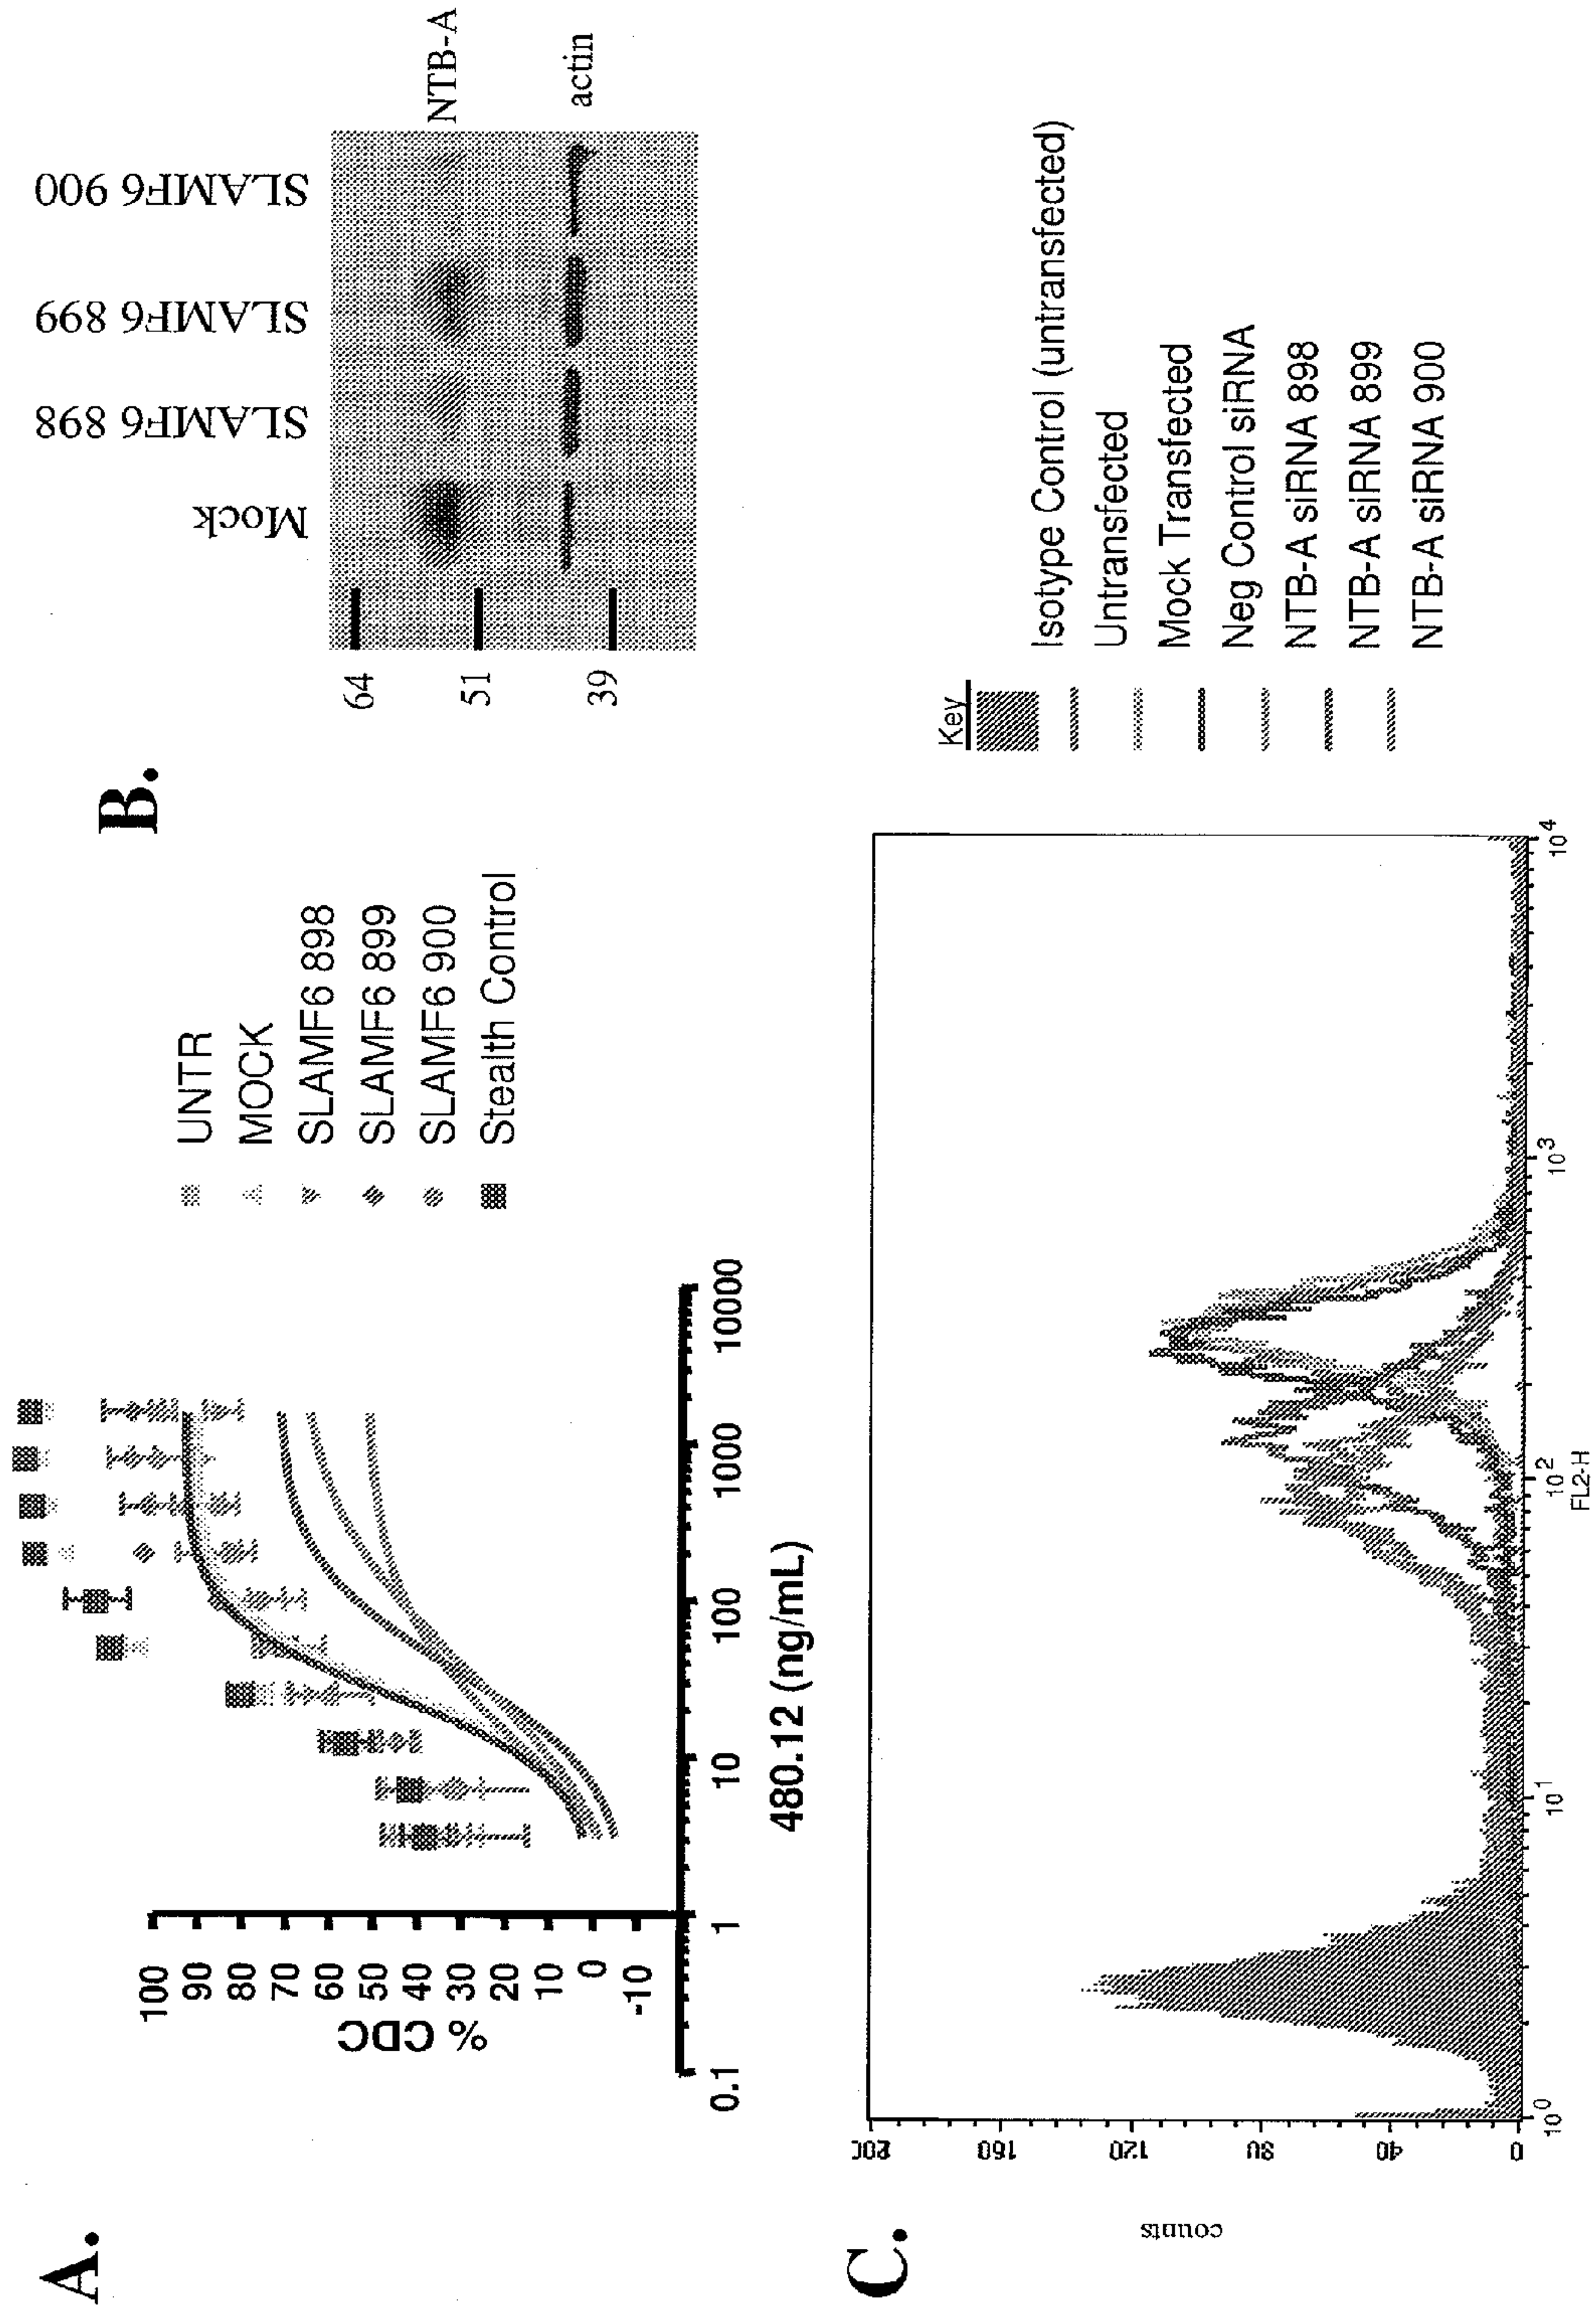 A.
% CDC
100
90
80
70
60
50
40
30
20
10
0
-10
0.1
1
10
100
1000
10000
480.12 (ng/mL)
UNTR
MOCK
SLAMF6 898
SLAMF6 899
SLAMF6 900
Stealth Control
B.
Mock
SLAMF6 898
SLAMF6 899
SLAMF6 900
64
51
39
NTB-A
actin
C.
counts
200
160
120
80
40
0
10^0
10^1
10^2
10^3
10^4
FL2-H
Key
Isotype Control (untransfected)
Untransfected
Mock Transfected
Neg Control siRNA
NTB-A siRNA 898
NTB-A siRNA 899
NTB-A siRNA 900